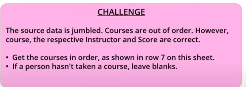 CHALLENGE
The source data is jumbled. Courses are out of order. However,
course, the respective Instructor and Score are correct.
• Get the courses in order, as shown in row 7 on this sheet.
• If a person hasn't taken a course, leave blanks.